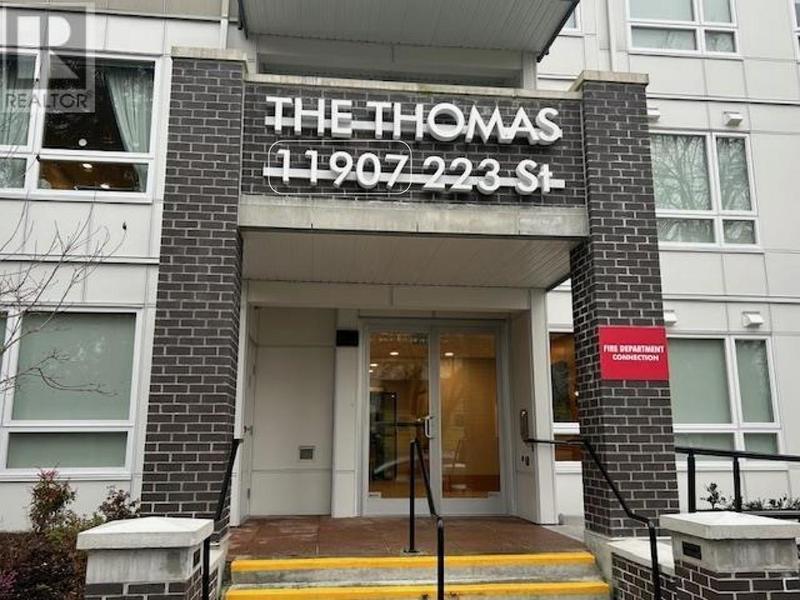 R
REALTOR
THE THOMAS
11907 223 St
FIRE DEPARTMENT
CONNECTION